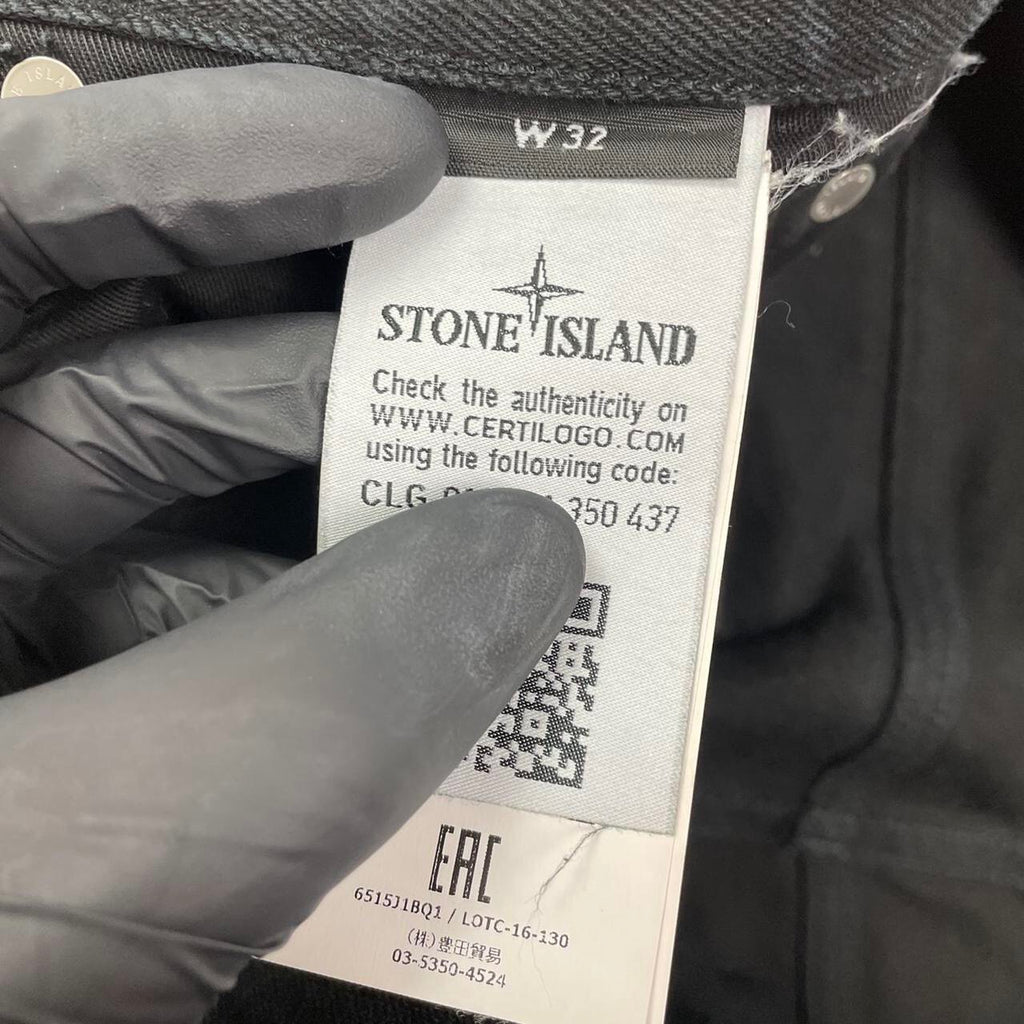 W 32
STONE ISLAND
Check the authenticity on
WWW.CERTILOGO.COM
using the following code:
CLG 350 437
EAC
6515J1BQ1 / LOTC-16-130
(株)豊田貿易
03-5350-4524